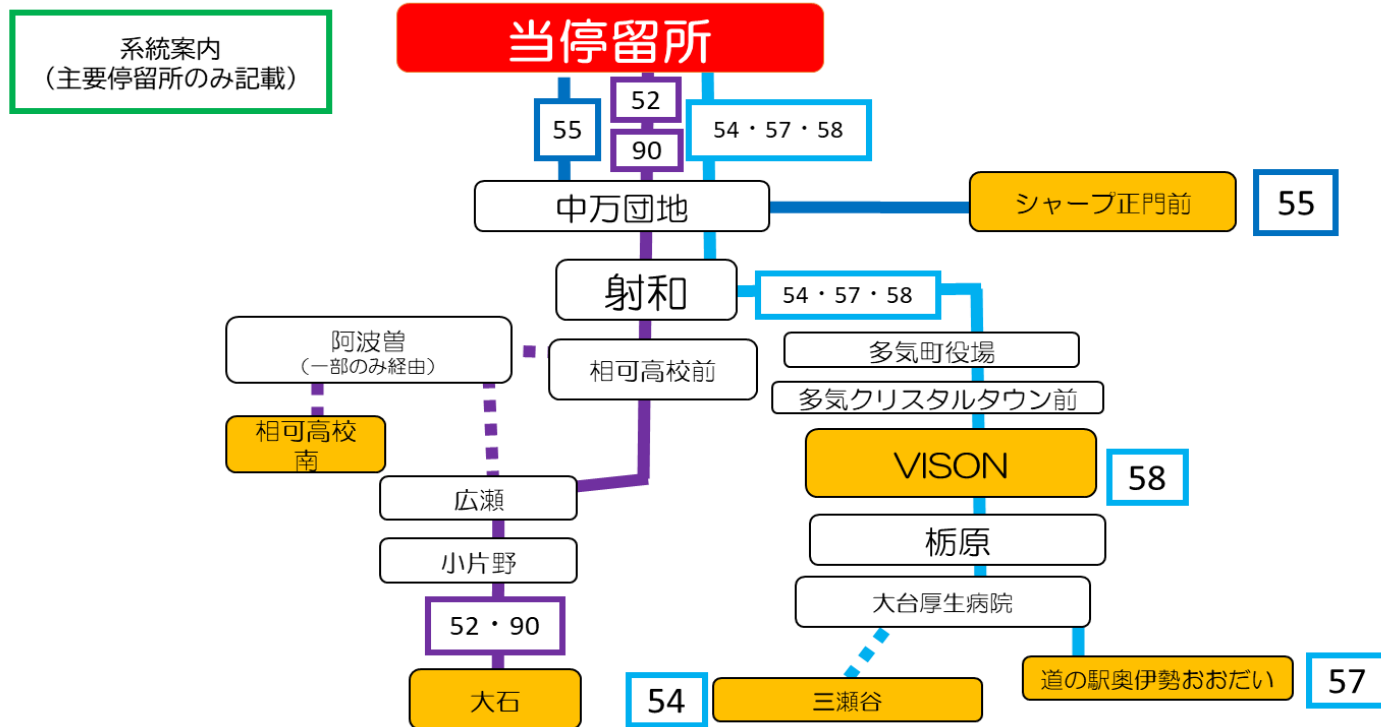 系統案内
（主要停留所のみ記載）
当停留所
55
52
90
54・57・58
中万団地
シャープ正門前
55
射和
54・57・58
阿波曽
（一部のみ経由）
相可高校前
多気町役場
多気クリスタルタウン前
相可高校
南
VISON
58
広瀬
栃原
小片野
大台厚生病院
52・90
大石
54
三瀬谷
道の駅奥伊勢おおだい
57